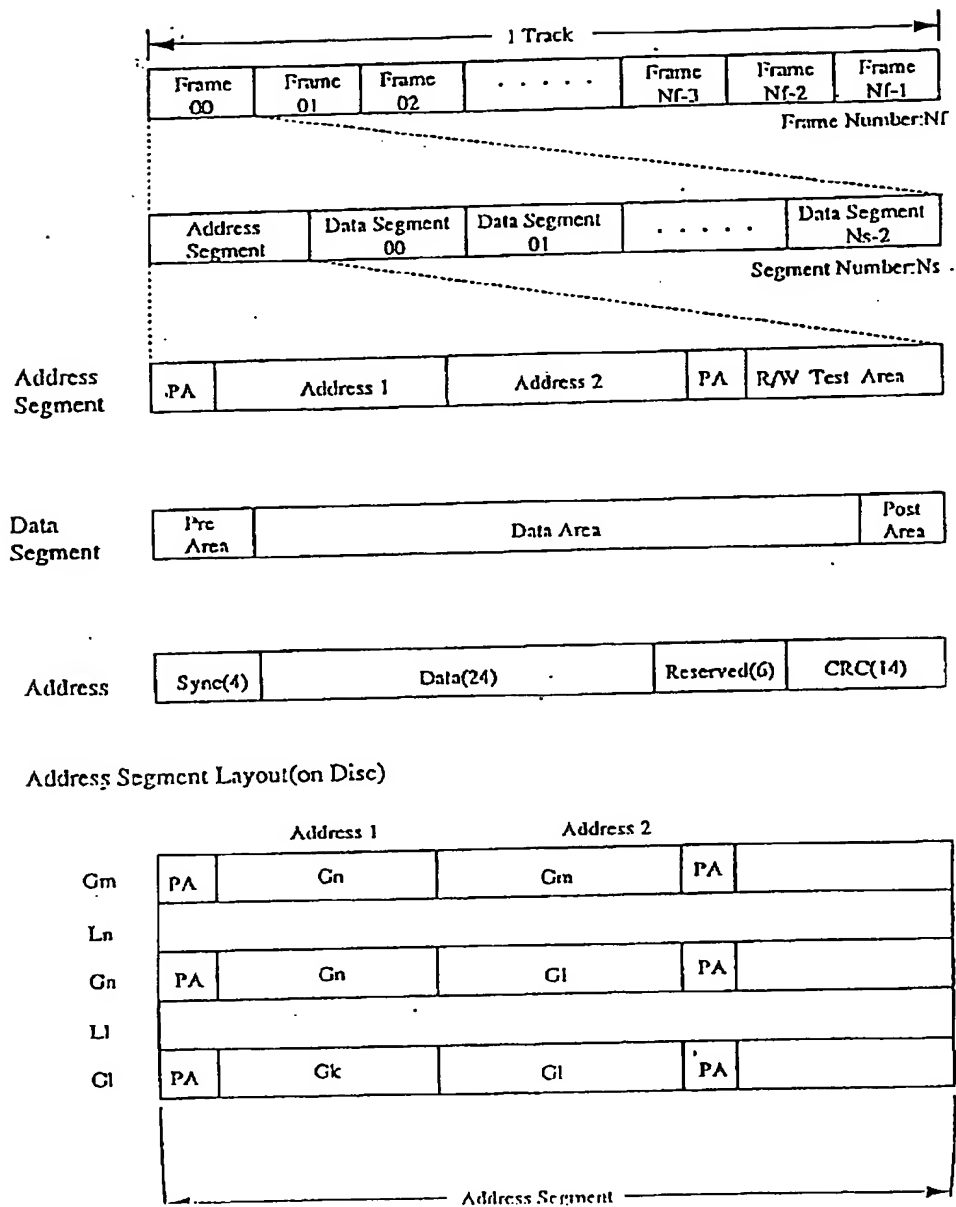 1 Track
Frame 00 Frame 01 Frame 02 . . . . . Frame Nf-3 Frame Nf-2 Frame Nf-1
Frame Number:Nf
Address Segment Data Segment 00 Data Segment 01 . . . . . Data Segment Ns-2
Segment Number:Ns
Address Segment PA Address 1 Address 2 PA R/W Test Area
Data Segment Pre Area Data Area Post Area
Address Sync(4) Data(24) Reserved(6) CRC(14)
Address Segment Layout(on Disc)
Address 1 Address 2
Gm PA Gn Gm PA
Ln
Gn PA Gn Gl PA
Ll
Gl PA Gk Gl PA
Address Segment